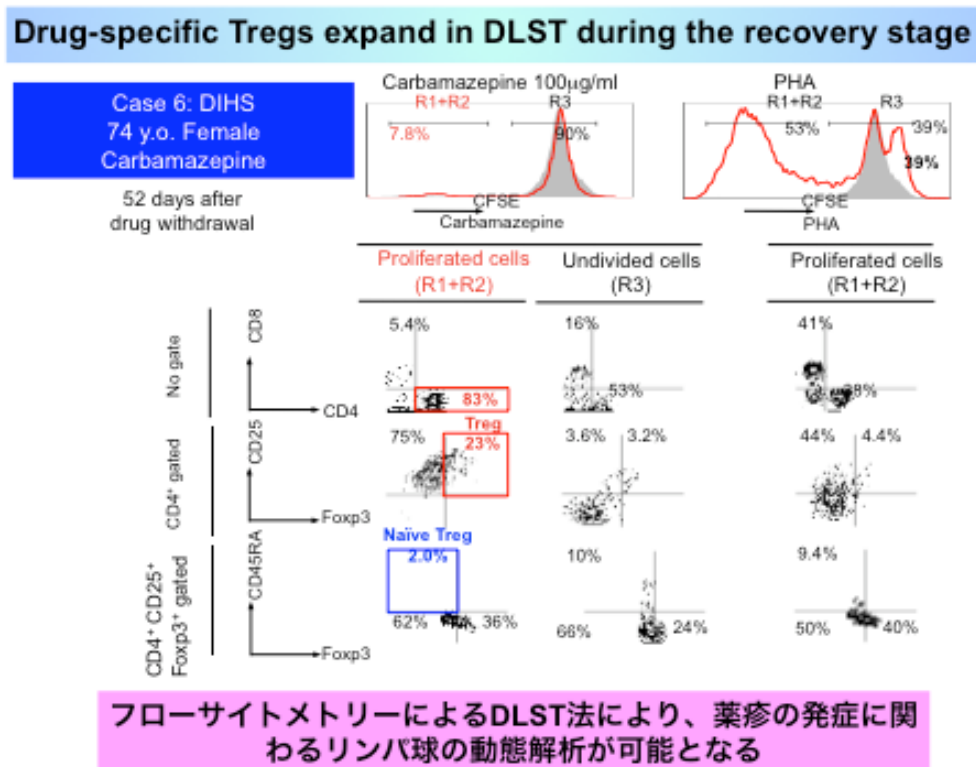 Drug-specific Tregs expand in DLST during the recovery stage
Case 6: DIHS
74 y.o. Female
Carbamazepine
52 days after
drug withdrawal
Carbamazepine 100μg/ml
R1+R2
R3
7.8%
90%
CFSE
Carbamazepine
PHA
R1+R2
R3
53%
39%
39%
CFSE
PHA
Proliferated cells
(R1+R2)
Undivided cells
(R3)
Proliferated cells
(R1+R2)
No gate
CD8
CD4
5.4%
83%
16%
53%
41%
38%
CD4⁺ gated
CD25
Foxp3
75%
Treg
23%
3.6%
3.2%
44%
4.4%
CD4⁺ CD25⁺
Foxp3⁺ gated
CD45RA
Foxp3
Naïve Treg
2.0%
62%
36%
10%
66%
24%
9.4%
50%
40%
フローサイトメトリーによるDLST法により、薬疹の発症に関
わるリンパ球の動態解析が可能となる